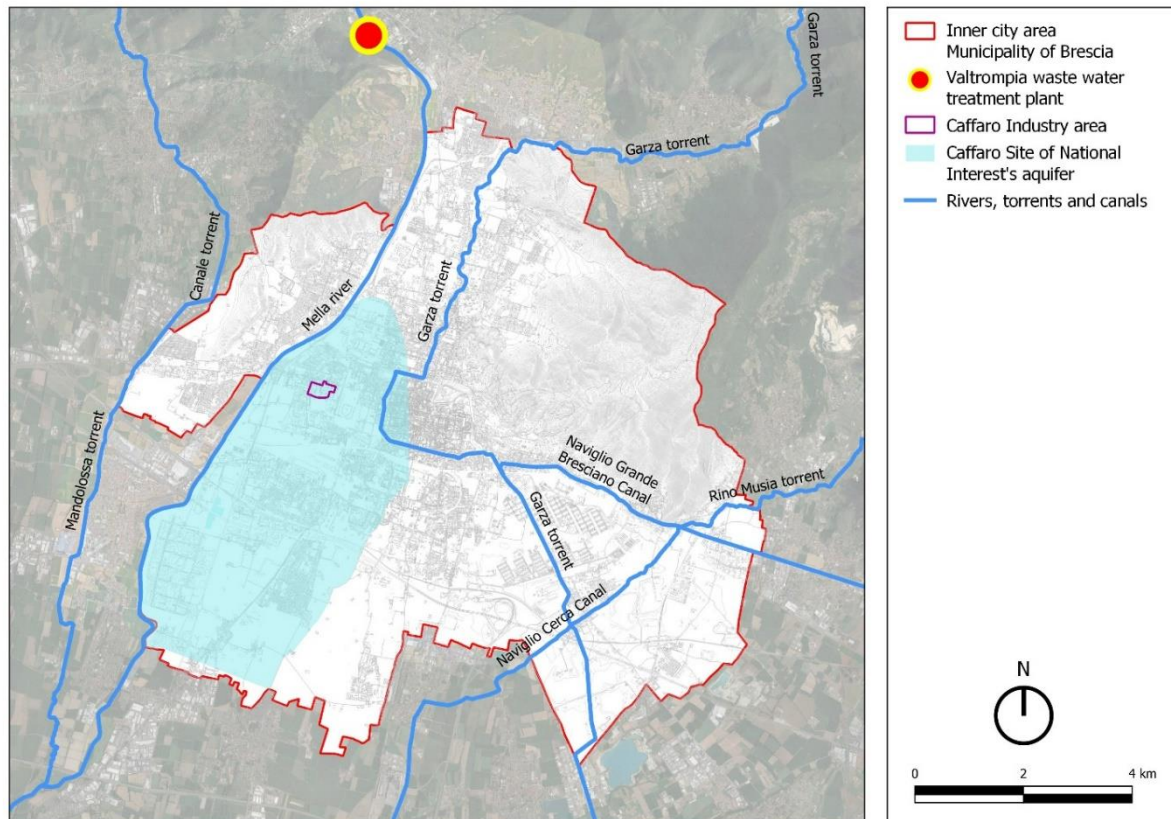 Garza torrent
Garza torrent
Garza torrent
Canale torrent
Mella river
Garza torrent
Mandolossa torrent
Naviglio Grande
Bresciano Canal
Rino Musia torrent
Garza torrent
Naviglio Cerca Canal
Inner city area
Municipality of Brescia
Valtrompia waste water
treatment plant
Caffaro Industry area
Caffaro Site of National
Interest's aquifer
Rivers, torrents and canals
N
0 2 4 km